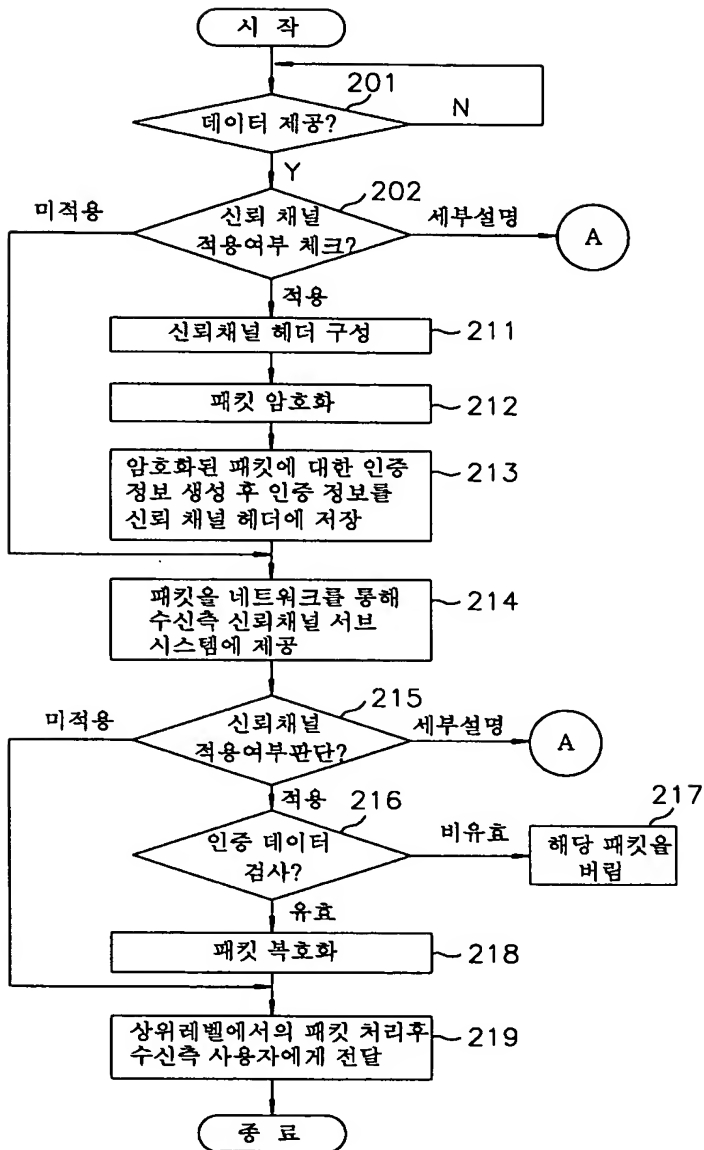 시 작
201
데이터 제공?
N
Y
202
미적용
신뢰 채널
적용여부 체크?
세부설명
A
적용
신뢰채널 헤더 구성
211
패킷 암호화
212
암호화된 패킷에 대한 인증
정보 생성 후 인증 정보를
신뢰 채널 헤더에 저장
213
패킷을 네트워크를 통해
수신측 신뢰채널 서브
시스템에 제공
214
215
미적용
신뢰채널
적용여부판단?
세부설명
A
적용
216
인증 데이터
검사?
비유효
217
해당 패킷을
버림
유효
패킷 복호화
218
상위레벨에서의 패킷 처리후
수신측 사용자에게 전달
219
종 료